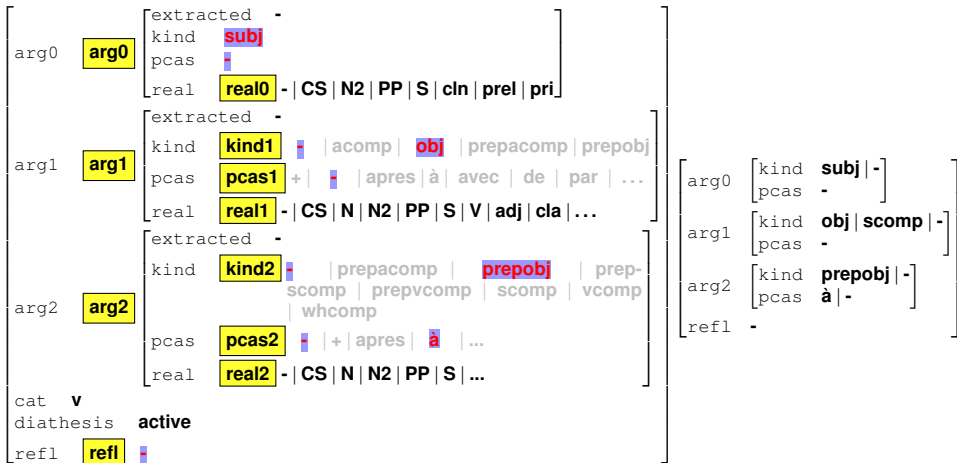 extracted -
kind subj
arg0 arg0
pcas -
real real0 - | CS | N2 | PP | S | cln | prel | pri
extracted -
kind kind1 - | acomp | obj | prepacomp | prepobj
arg1 arg1
pcas pcas1 + | - | apres | à | avec | de | par | ...
real real1 - | CS | N | N2 | PP | S | V | adj | cla | ...
extracted -
kind kind2 - | prepacomp | prepobj | prep-
scomp | prepvcomp | scomp | vcomp
| whcomp
arg2 arg2
pcas pcas2 - | + | apres | à | ...
real real2 - | CS | N | N2 | PP | S | ...
cat v
diathesis active
refl refl -
arg0 kind subj | -
pcas -
arg1 kind obj | scomp | -
pcas -
arg2 kind prepobj | -
pcas à | -
refl -